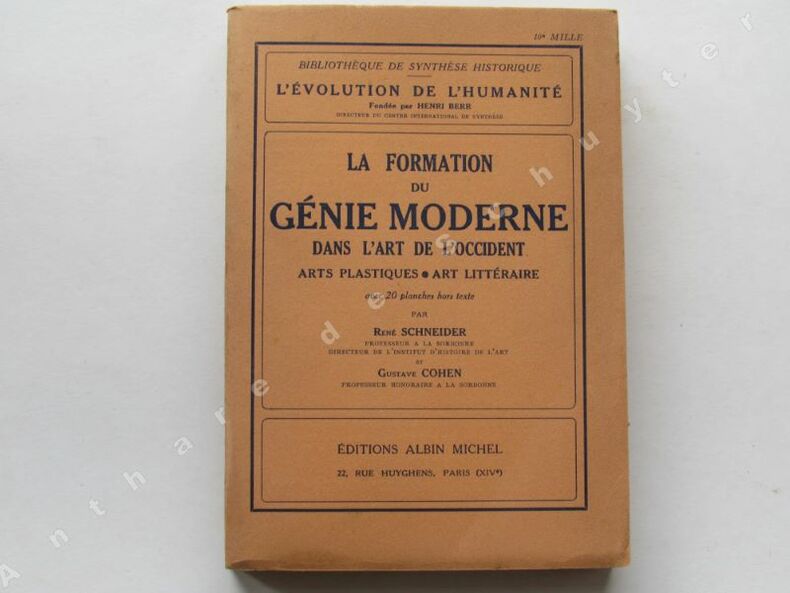 10e MILLE
BIBLIOTHÈQUE DE SYNTHÈSE HISTORIQUE
L'ÉVOLUTION DE L'HUMANITÉ
Fondée par HENRI BERR
DIRECTEUR DU CENTRE INTERNATIONAL DE SYNTHÈSE
LA FORMATION
DU
GÉNIE MODERNE
DANS L'ART DE L'OCCIDENT
ARTS PLASTIQUES • ART LITTÉRAIRE
avec 20 planches hors texte
PAR
RENÉ SCHNEIDER
PROFESSEUR A LA SORBONNE
DIRECTEUR DE L'INSTITUT D'HISTOIRE DE L'ART
ET
GUSTAVE COHEN
PROFESSEUR HONORAIRE A LA SORBONNE
ÉDITIONS ALBIN MICHEL
22, RUE HUYGHENS, PARIS (XIVe)
Anthare de schuyter